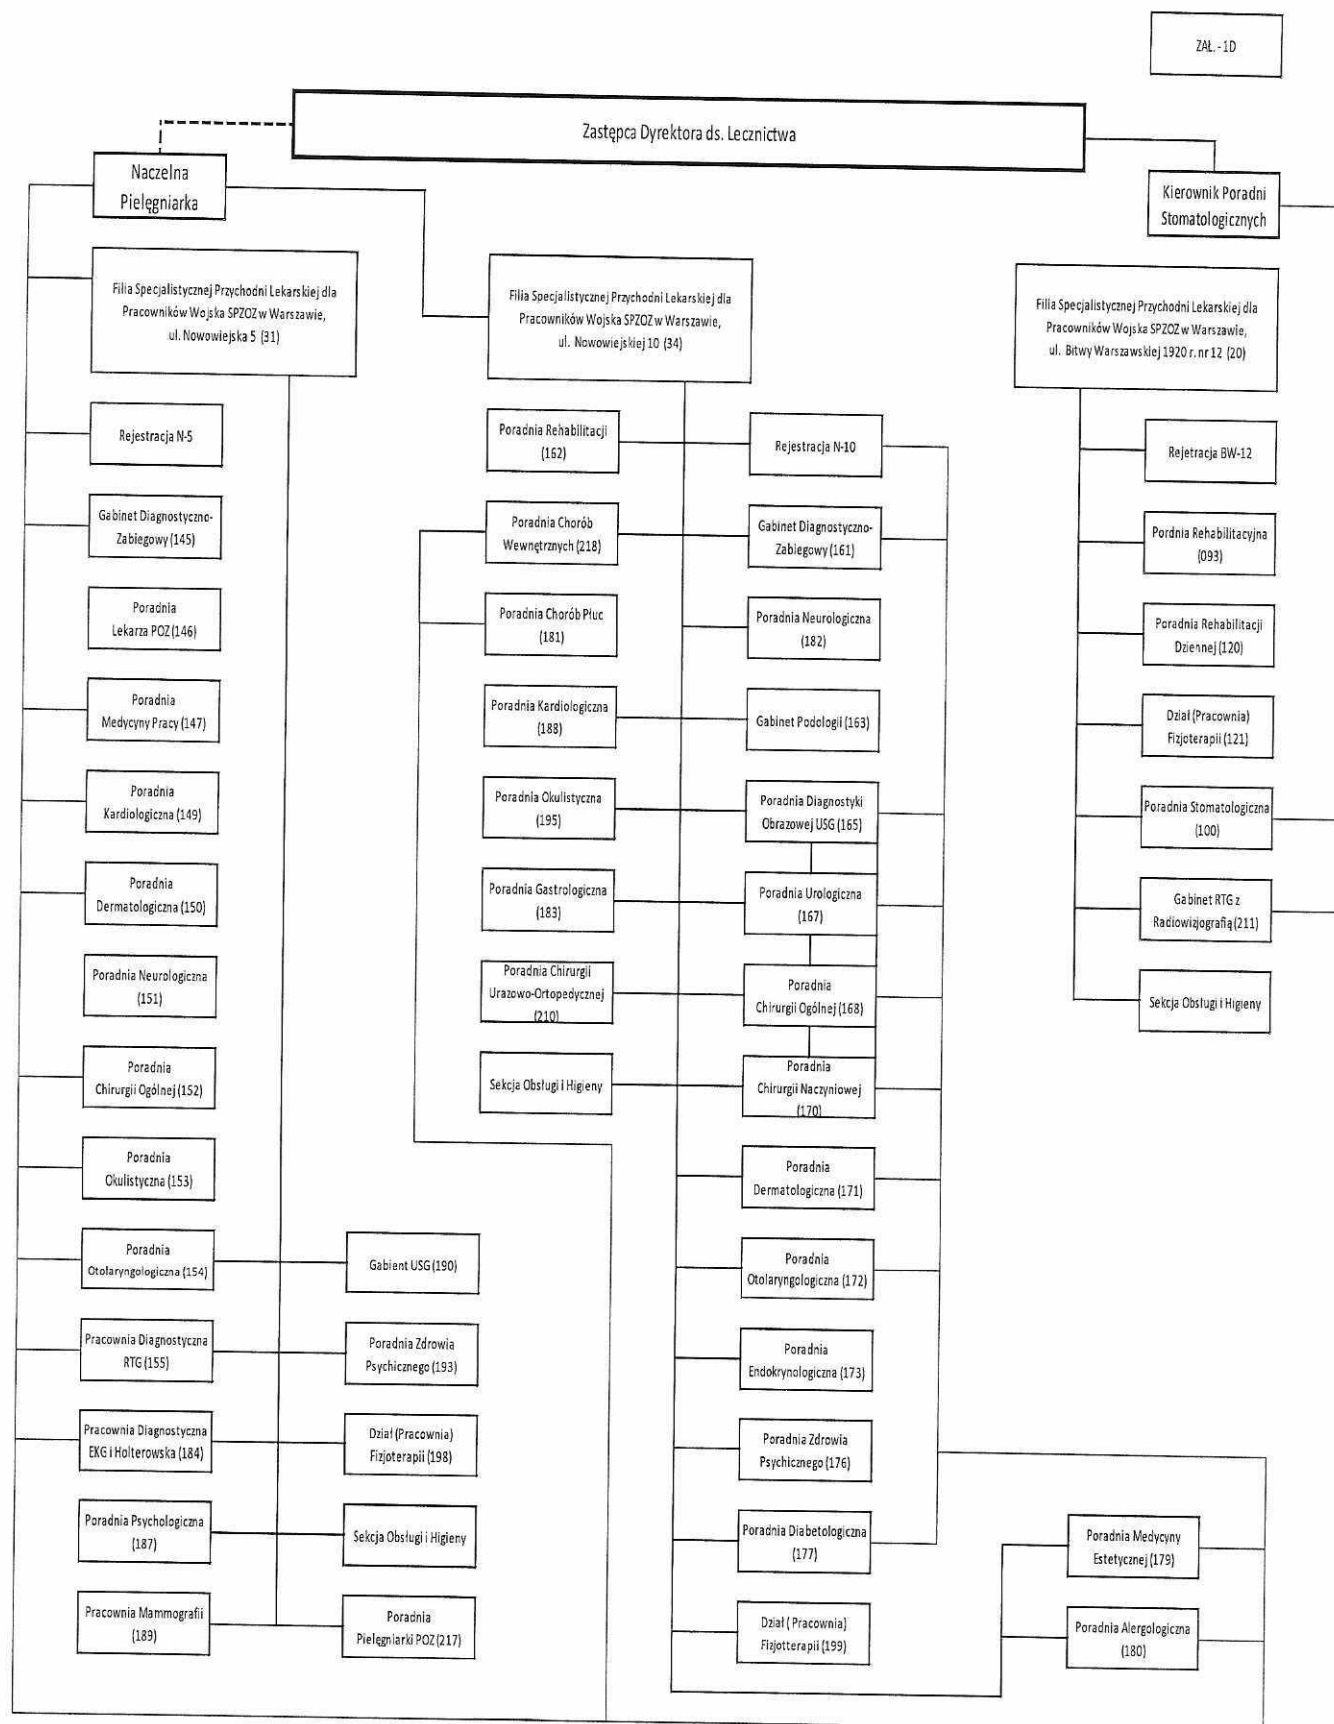 ZAŁ. - 1D
Zastępca Dyrektora ds. Lecznictwa
Naczelna
Pielęgniarka
Kierownik Poradni
Stomatologicznych
Filia Specjalistycznej Przychodni Lekarskiej dla
Pracowników Wojska SPZOZ w Warszawie,
ul. Nowowiejska 5 (31)
Filia Specjalistycznej Przychodni Lekarskiej dla
Pracowników Wojska SPZOZ w Warszawie,
ul. Nowowiejskiej 10 (34)
Filia Specjalistycznej Przychodni Lekarskiej dla
Pracowników Wojska SPZOZ w Warszawie,
ul. Bitwy Warszawskiej 1920 r. nr 12 (20)
Rejestracja N-5
Gabinet Diagnostyczno-
Zabiegowy (145)
Poradnia
Lekarza POZ (146)
Poradnia
Medycyny Pracy (147)
Poradnia
Kardiologiczna (149)
Poradnia
Dermatologiczna (150)
Poradnia Neurologiczna
(151)
Poradnia
Chirurgii Ogólnej (152)
Poradnia
Okulistyczna (153)
Poradnia
Otolaryngologiczna (154)
Pracownia Diagnostyczna
RTG (155)
Pracownia Diagnostyczna
EKG i Holterowska (184)
Poradnia Psychologiczna
(187)
Pracownia Mammografii
(189)
Gabient USG (190)
Poradnia Zdrowia
Psychicznego (193)
Dział (Pracownia)
Fizjoterapii (198)
Sekcja Obsługi i Higieny
Poradnia
Pielęgniarki POZ (217)
Poradnia Rehabilitacji
(162)
Poradnia Chorób
Wewnętrznych (218)
Poradnia Chorób Płuc
(181)
Poradnia Kardiologiczna
(188)
Poradnia Okulistyczna
(195)
Poradnia Gastrologiczna
(183)
Poradnia Chirurgii
Urazowo-Ortopedycznej
(210)
Sekcja Obsługi i Higieny
Rejestracja N-10
Gabinet Diagnostyczno-
Zabiegowy (161)
Poradnia Neurologiczna
(182)
Gabinet Podologii (163)
Poradnia Diagnostyki
Obrazowej USG (165)
Poradnia Urologiczna
(167)
Poradnia
Chirurgii Ogólnej (168)
Poradnia
Chirurgii Naczyniowej
(170)
Poradnia
Dermatologiczna (171)
Poradnia
Otolaryngologiczna (172)
Poradnia
Endokrynologiczna (173)
Poradnia Zdrowia
Psychicznego (176)
Poradnia Diabetologiczna
(177)
Dział ( Pracownia)
Fizjotterapii (199)
Poradnia Medycyny
Estetycznej (179)
Poradnia Alergologiczna
(180)
Rejetracja BW-12
Pordnia Rehabilitacyjna
(093)
Poradnia Rehabilitacji
Dziennej (120)
Dział (Pracownia)
Fizjoterapii (121)
Poradnia Stomatologiczna
(100)
Gabinet RTG z
Radiowizjografią (211)
Sekcja Obsługi i Higieny